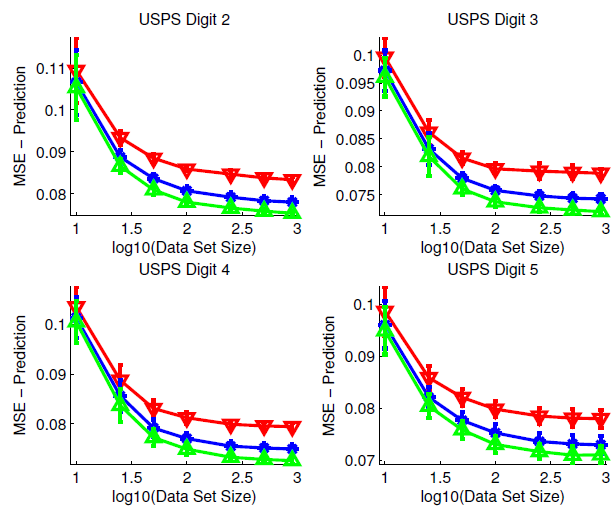 USPS Digit 2
MSE – Prediction
0.11
0.1
0.09
0.08
1 1.5 2 2.5 3
log10(Data Set Size)
USPS Digit 3
MSE – Prediction
0.1
0.095
0.09
0.085
0.08
0.075
1 1.5 2 2.5 3
log10(Data Set Size)
USPS Digit 4
MSE – Prediction
0.1
0.09
0.08
1 1.5 2 2.5 3
log10(Data Set Size)
USPS Digit 5
MSE – Prediction
0.1
0.09
0.08
0.07
1 1.5 2 2.5 3
log10(Data Set Size)